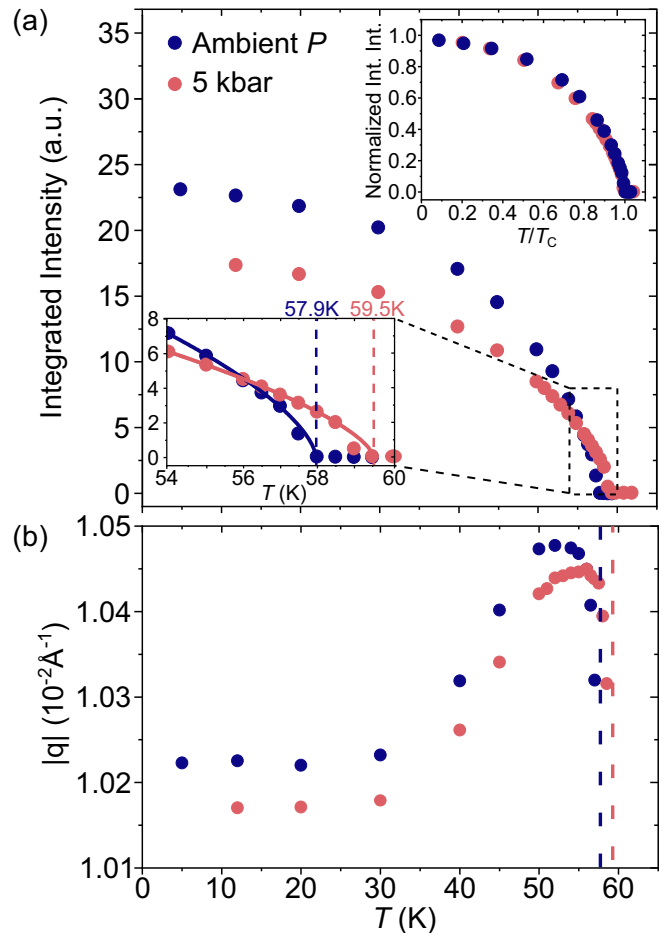 (a)
Integrated Intensity (a.u.)
35
30
25
20
15
10
5
0
Ambient P
5 kbar
Normalized Int. Int.
1.0
0.8
0.6
0.4
0.2
0.0
0 0.2 0.4 0.6 0.8 1.0
T/TC
57.9K 59.5K
8
6
4
2
0
54 55 56 57 58 59 60
T (K)
(b)
|q| (10-2Å-1)
1.05
1.04
1.03
1.02
1.01
0 10 20 30 40 50 60
T (K)